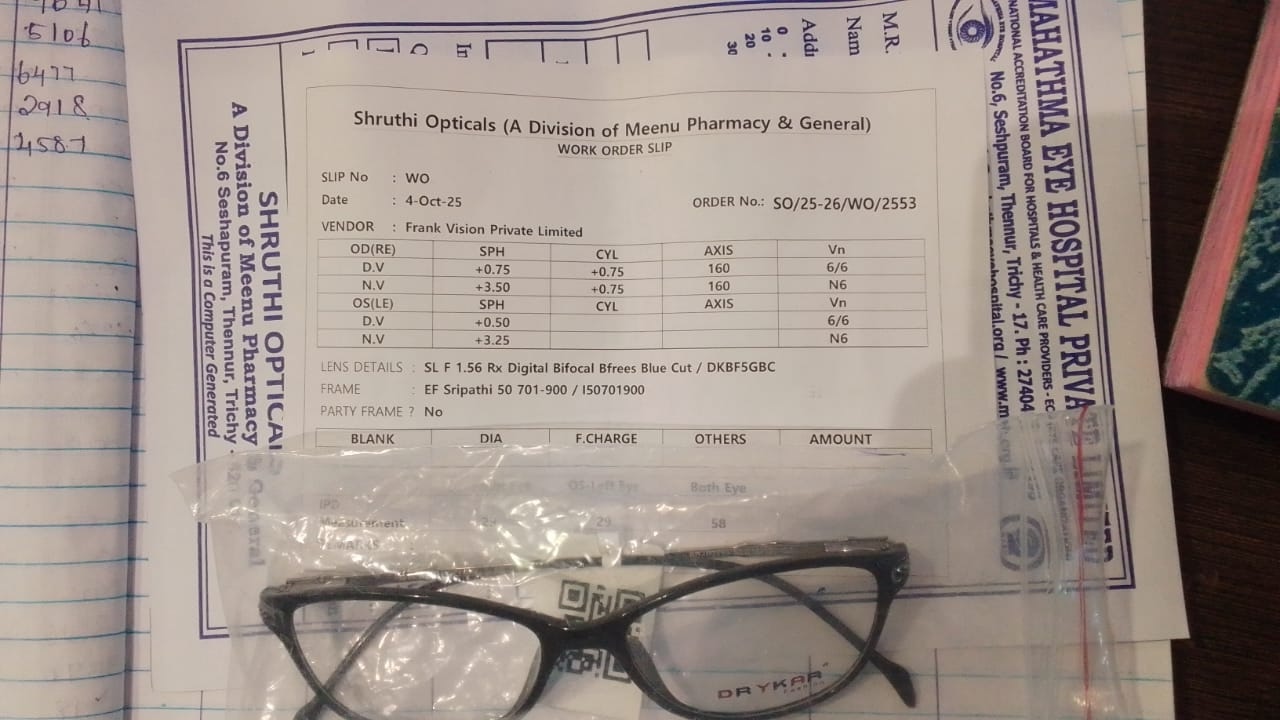 5106
6477
2918
M.R.
Nam
Addr
0
10
20
30
MAHATHMA EYE HOSPITAL PRIVATE LIMITED
NATIONAL ACCREDITATION BOARD FOR HOSPITALS & HEALTH CARE PROVIDERS -
No.6, Seshpuram, Thennur, Trichy - 17. Ph : 27404
SHRUTHI OPTICALS
A Division of Meenu Pharmacy & General
No.6 Seshapuram, Thennur, Trichy
This is a Computer Generated
Shruthi Opticals (A Division of Meenu Pharmacy & General)
WORK ORDER SLIP
SLIP No : WO
Date : 4-Oct-25 ORDER No.: SO/25-26/WO/2553
VENDOR : Frank Vision Private Limited
OD(RE) SPH CYL AXIS Vn
D.V +0.75 +0.75 160 6/6
N.V +3.50 +0.75 160 N6
OS(LE) SPH CYL AXIS Vn
D.V +0.50 6/6
N.V +3.25 N6
LENS DETAILS : SL F 1.56 Rx Digital Bifocal Bfrees Blue Cut / DKBF5GBC
FRAME : EF Sripathi 50 701-900 / I50701900
PARTY FRAME ? No
BLANK DIA F.CHARGE OTHERS AMOUNT
OS-Left Eye Both Eye
IPD
Measurement 29 58
REMARKS
DRYKAR